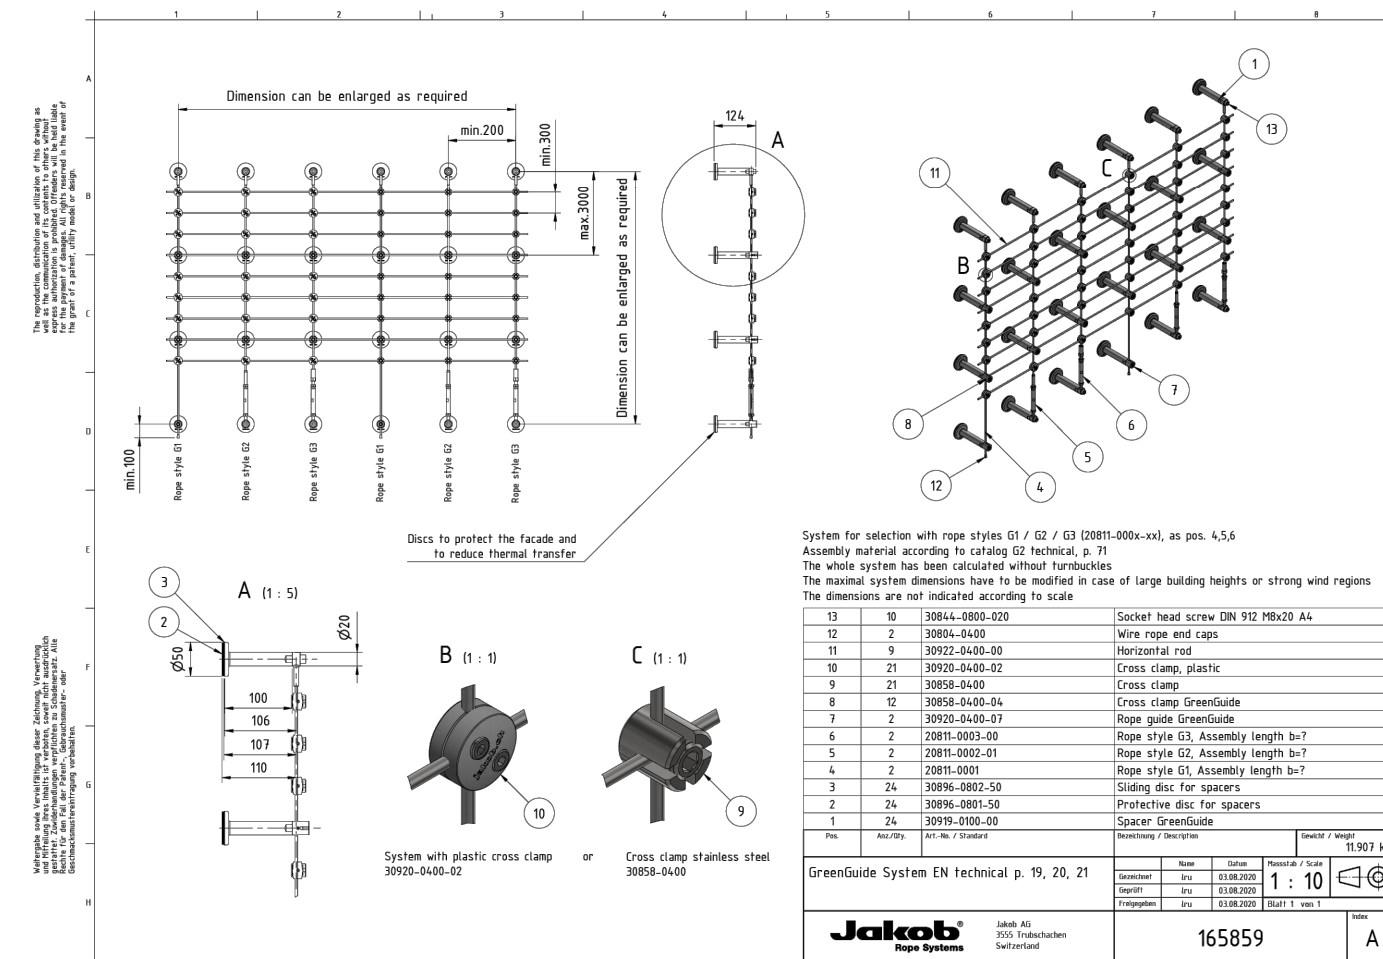 1 2 3 4 5 6 7 8
A
B
C
D
E
F
G
H
The reproduction, distribution and utilization of this drawing as
well as the communication of its contents to others without
express authorization is prohibited. Offenders will be held liable
for the payment of damages. All rights reserved in the event of
the grant of a patent, utility model or design.
Weitergabe sowie Vervielfältigung dieser Zeichnung, Verwertung
und Mitteilung ihres Inhalts ist verboten, soweit nicht ausdrücklich
gestattet. Zuwiderhandlungen verpflichten zu Schadenersatz. Alle
Rechte für den Fall der Patent-, Gebrauchsmuster- oder
Geschmacksmustereintragung vorbehalten.
Dimension can be enlarged as required
min.200
min.300
max.3000
Dimension can be enlarged as required
min.100
Rope style G1
Rope style G2
Rope style G3
Rope style G1
Rope style G2
Rope style G3
124
A
Discs to protect the facade and
to reduce thermal transfer
1
13
C
11
B
7
8
6
5
12
4
3
2
A (1 : 5)
Ø20
Ø50
100
106
107
110
B (1 : 1)
Jakob
10
System with plastic cross clamp
30920-0400-02
or
C (1 : 1)
9
Cross clamp stainless steel
30858-0400
System for selection with rope styles G1 / G2 / G3 (20811-000x-xx), as pos. 4,5,6
Assembly material according to catalog G2 technical, p. 71
The whole system has been calculated without turnbuckles
The maximal system dimensions have to be modified in case of large building heights or strong wind regions
The dimensions are not indicated according to scale
13 10 30844-0800-020 Socket head screw DIN 912 M8x20 A4
12 2 30804-0400 Wire rope end caps
11 9 30922-0400-00 Horizontal rod
10 21 30920-0400-02 Cross clamp, plastic
9 21 30858-0400 Cross clamp
8 12 30858-0400-04 Cross clamp GreenGuide
7 2 30920-0400-07 Rope guide GreenGuide
6 2 20811-0003-00 Rope style G3, Assembly length b=?
5 2 20811-0002-01 Rope style G2, Assembly length b=?
4 2 20811-0001 Rope style G1, Assembly length b=?
3 24 30896-0802-50 Sliding disc for spacers
2 24 30896-0801-50 Protective disc for spacers
1 24 30919-0100-00 Spacer GreenGuide
Pos. Anz./Qty. Art.-No. / Standard Bezeichnung / Description Gewicht / Weight
11.907 k
GreenGuide System EN technical p. 19, 20, 21
Name Datum Massstab / Scale
Gezeichnet lru 03.08.2020
Geprüft lru 03.08.2020
1 : 10
Freigegeben lru 03.08.2020 Blatt 1 von 1
Jakob®
Rope Systems
Jakob AG
3555 Trubschachen
Switzerland
165859
Index
A